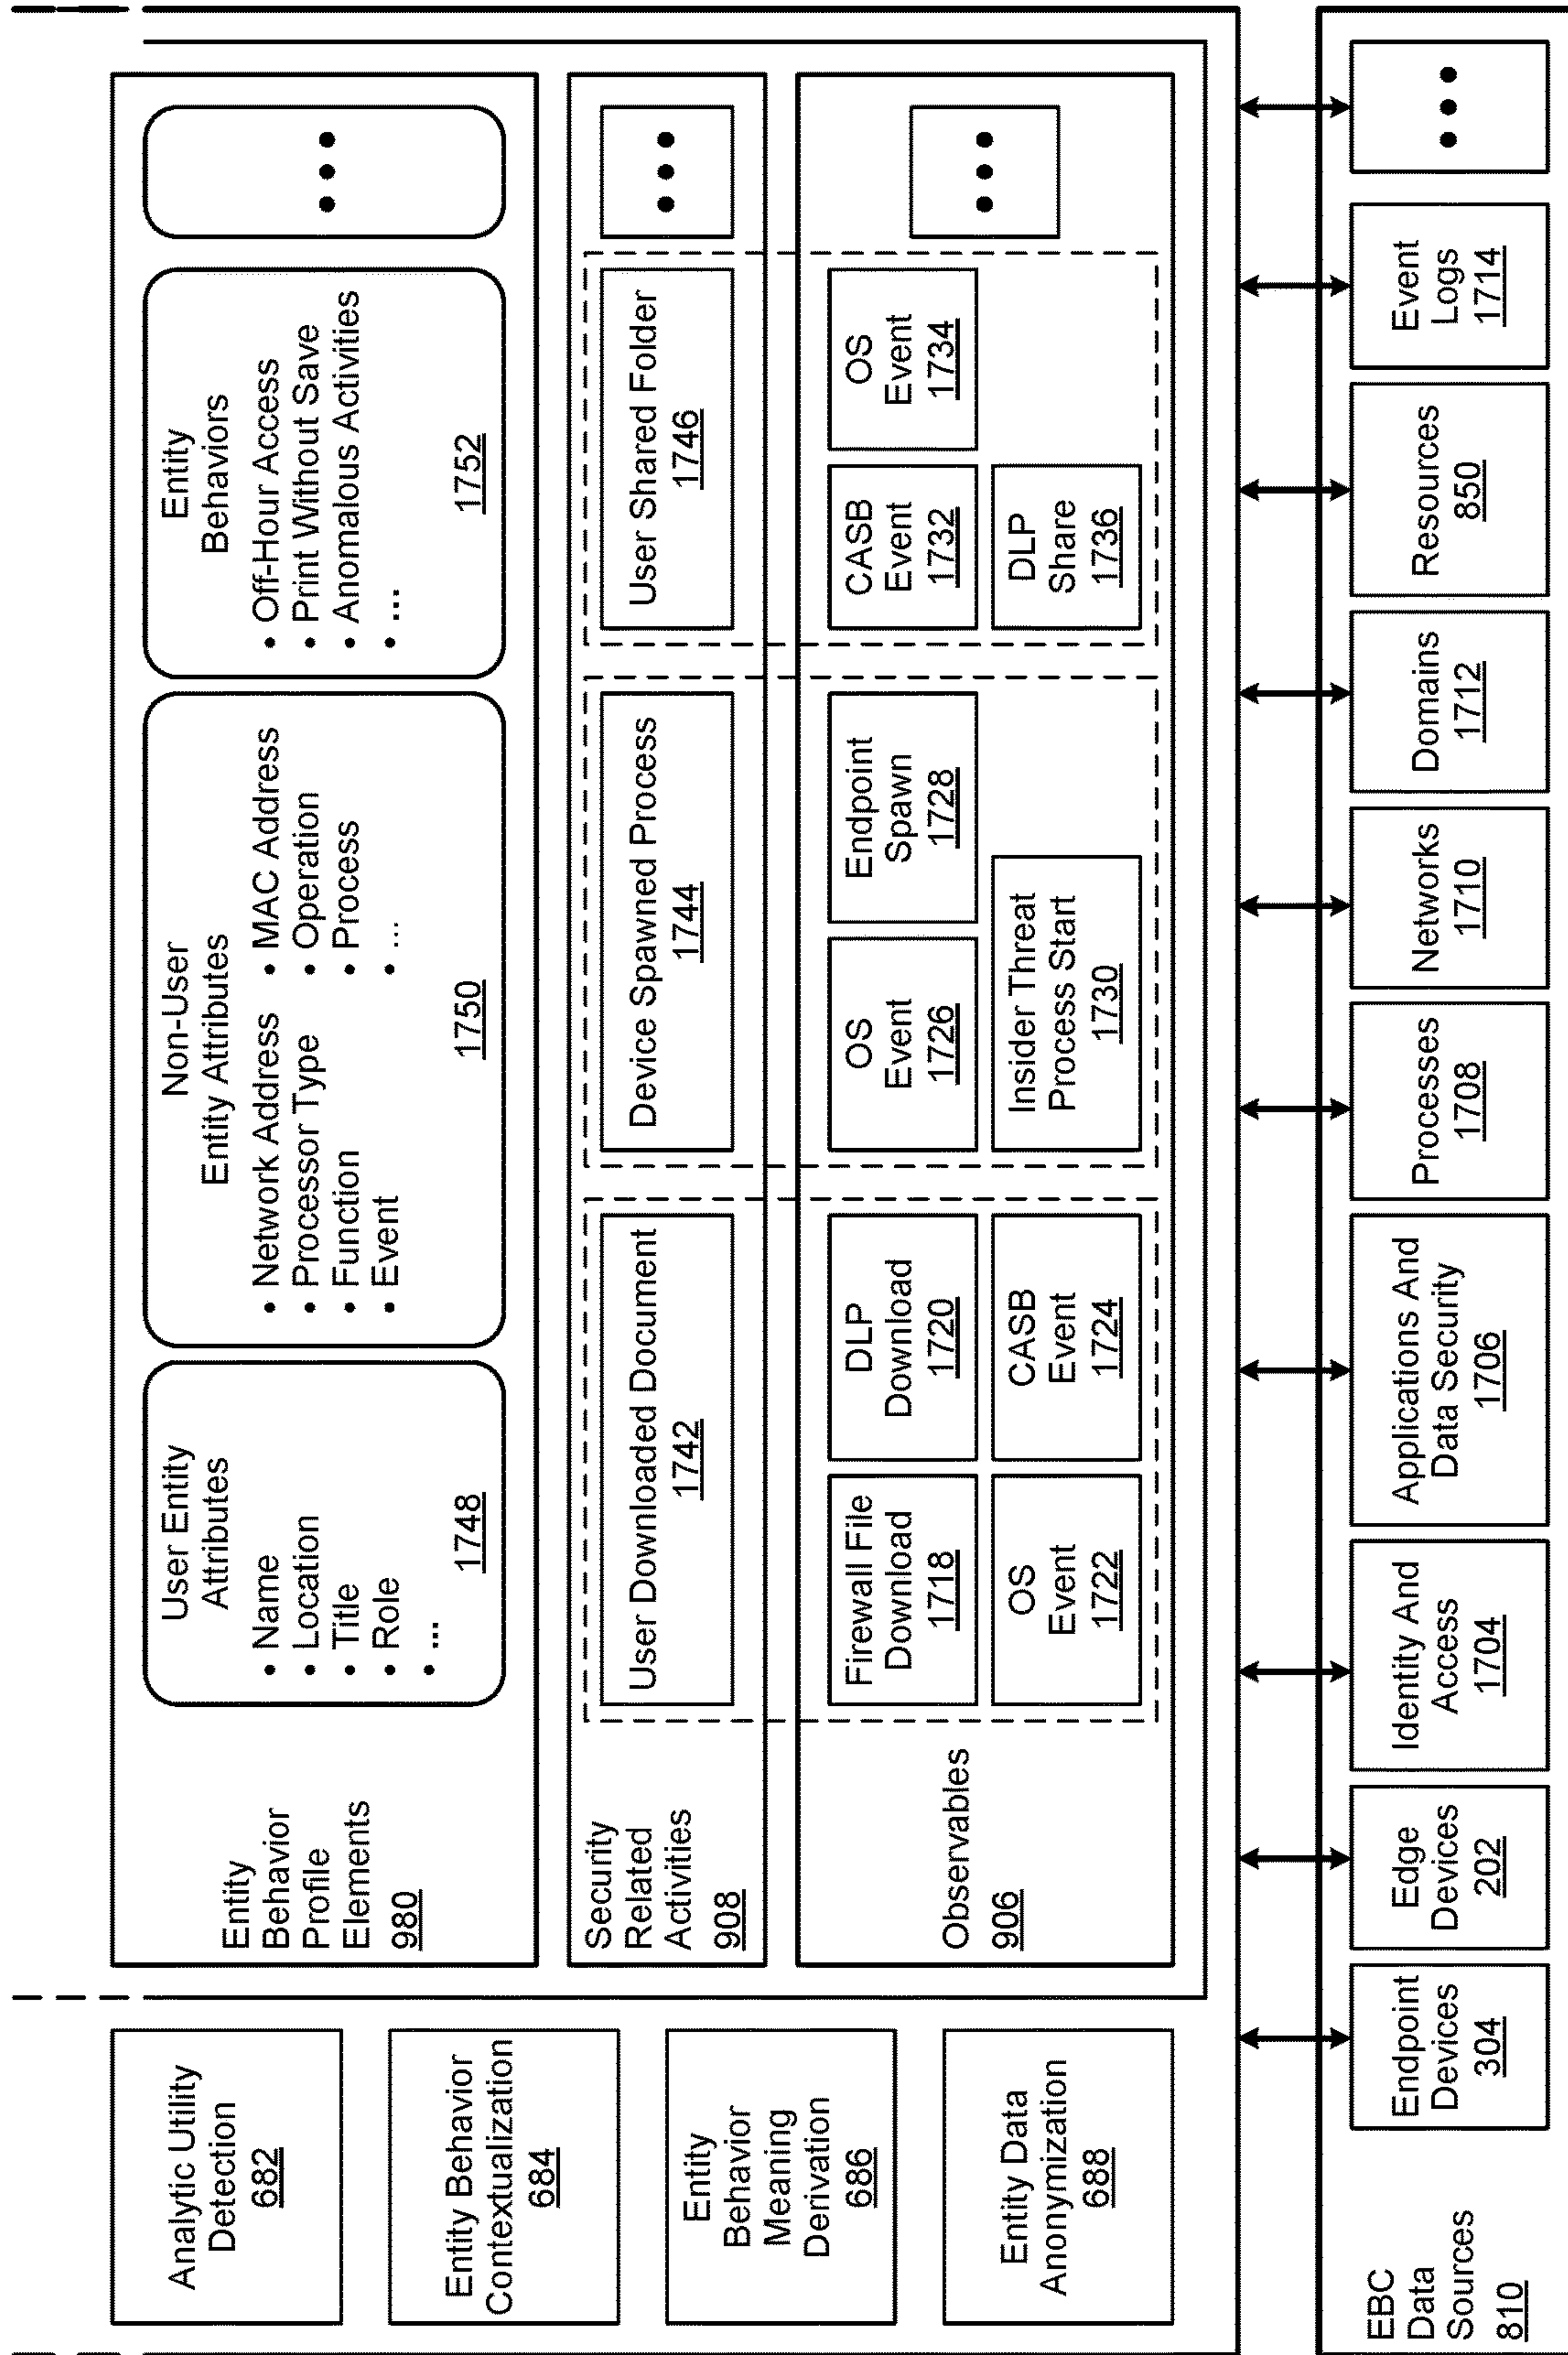 Analytic Utility
Detection
682
Entity Behavior
Contextualization
684
Entity
Behavior
Meaning
Derivation
686
Entity Data
Anonymization
688
Entity
Behavior
Profile
Elements
980
User Entity
Attributes
• Name
• Location
• Title
• Role
• ...
1748
Non-User
Entity Attributes
• Network Address
• Processor Type
• Function
• Event
• MAC Address
• Operation
• Process
• ...
1750
Entity
Behaviors
• Off-Hour Access
• Print Without Save
• Anomalous Activities
• ...
1752
• • •
Security
Related
Activities
908
User Downloaded Document
1742
Device Spawned Process
1744
User Shared Folder
1746
• • •
Observables
906
Firewall File
Download
1718
DLP
Download
1720
OS
Event
1722
CASB
Event
1724
OS
Event
1726
Endpoint
Spawn
1728
Insider Threat
Process Start
1730
CASB
Event
1732
OS
Event
1734
DLP
Share
1736
• • •
EBC
Data
Sources
810
Endpoint
Devices
304
Edge
Devices
202
Identity And
Access
1704
Applications And
Data Security
1706
Processes
1708
Networks
1710
Domains
1712
Resources
850
Event
Logs
1714
• • •